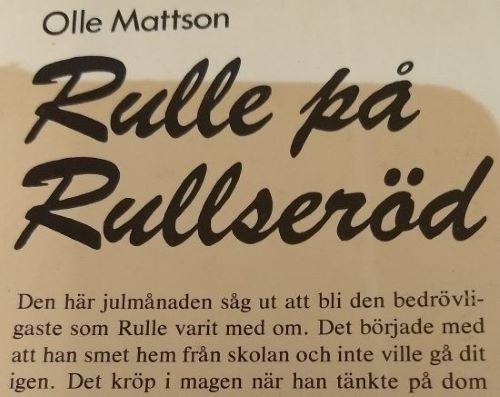 Olle Mattson
Rulle på
Rullseröd
Den här julmånaden såg ut att bli den bedrövli-
gaste som Rulle varit med om. Det började med
att han smet hem från skolan och inte ville gå dit
igen. Det kröp i magen när han tänkte på dom